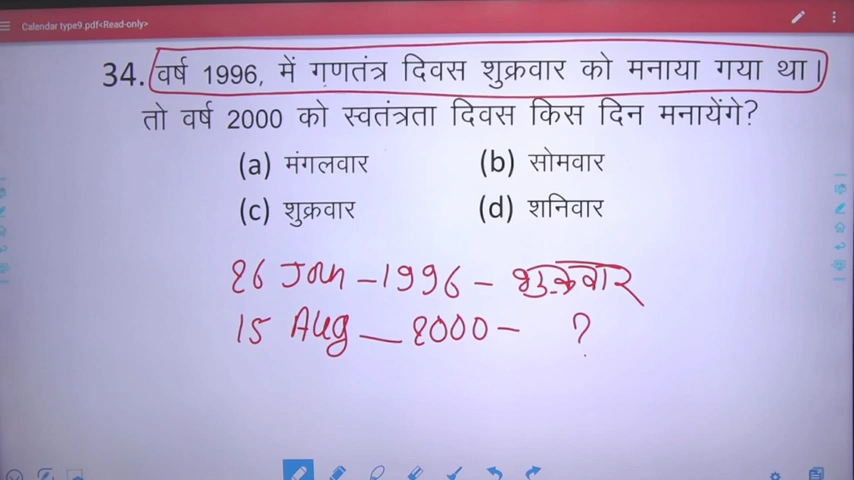 Calendar type9.pdf<Read-only>
34. वर्ष 1996, में गणतंत्र दिवस शुक्रवार को मनाया गया था।
तो वर्ष 2000 को स्वतंत्रता दिवस किस दिन मनायेंगे?
(a) मंगलवार (b) सोमवार
(c) शुक्रवार (d) शनिवार
26 Jan - 1996 - शुक्रवार
15 Aug - 2000 - ?